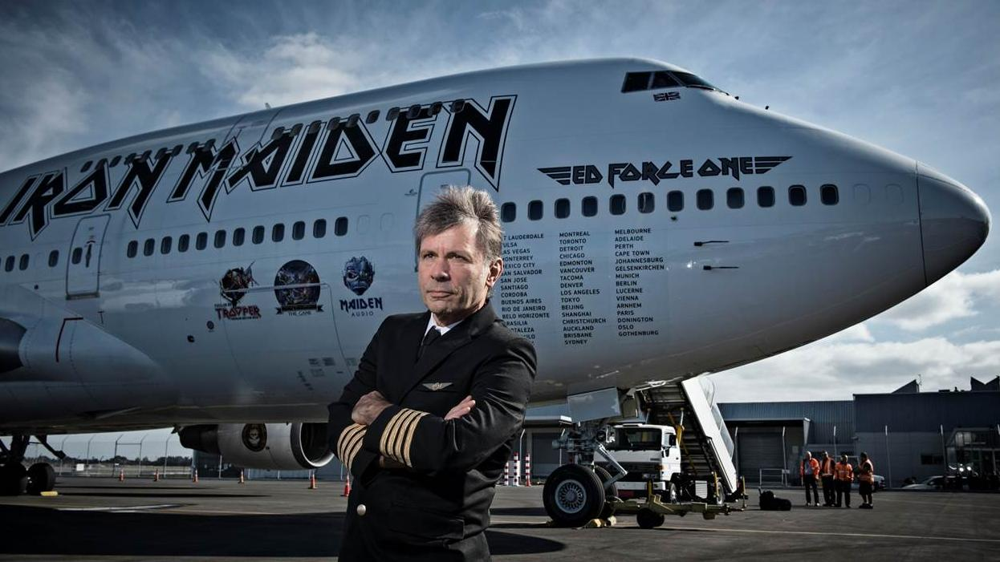 IRON MAIDEN
ED FORCE ONE
TROOPER
THE GAME
MAIDEN
AUDIO
T LAUDERDALE
ULSA
AS VEGAS
ONTERREY
EXICO CITY
AN SALVADOR
SAN JOSE
SANTIAGO
CORDOBA
BUENOS AIRES
RIO DE JANEIRO
BELO HORIZONTE
RASILIA
RTALEZA
MONTREAL
TORONTO
DETROIT
CHICAGO
EDMONTON
VANCOUVER
TACOMA
DENVER
LOS ANGELES
TOKYO
BEIJING
SHANGHAI
CHRISTCHURCH
AUCKLAND
BRISBANE
SYDNEY
MELBOURNE
ADELAIDE
PERTH
CAPE TOWN
JOHANNESBURG
GELSENKIRCHEN
MUNICH
BERLIN
LUCERNE
VIENNA
ARNHEM
PARIS
DONINGTON
OSLO
GOTHENBURG